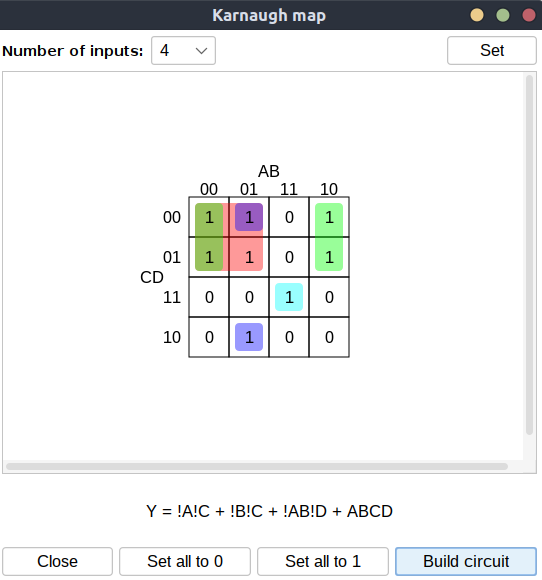 Karnaugh map
Number of inputs: 4 Set
AB
00 01 11 10
00 1 1 0 1
01 1 1 0 1
CD
11 0 0 1 0
10 0 1 0 0
Y = !A!C + !B!C + !AB!D + ABCD
Close Set all to 0 Set all to 1 Build circuit